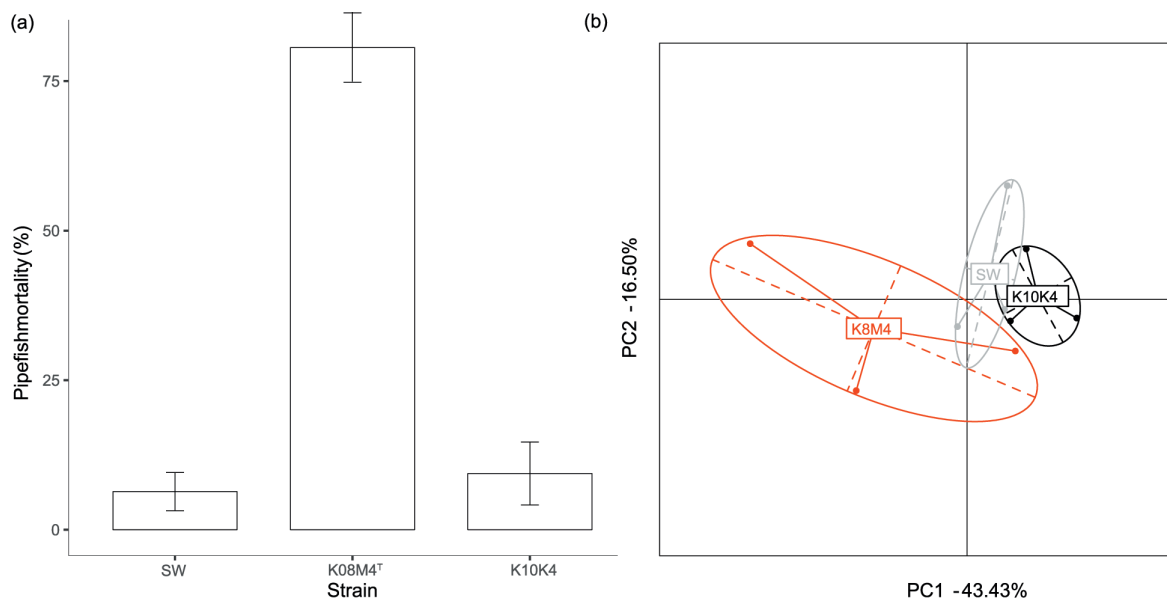 (a)
Pipefishmortality (%)
75
50
25
0
SW
K08M4ᵀ
K10K4
Strain
(b)
PC2 -16.50%
SW
K10K4
K8M4
PC1 -43.43%